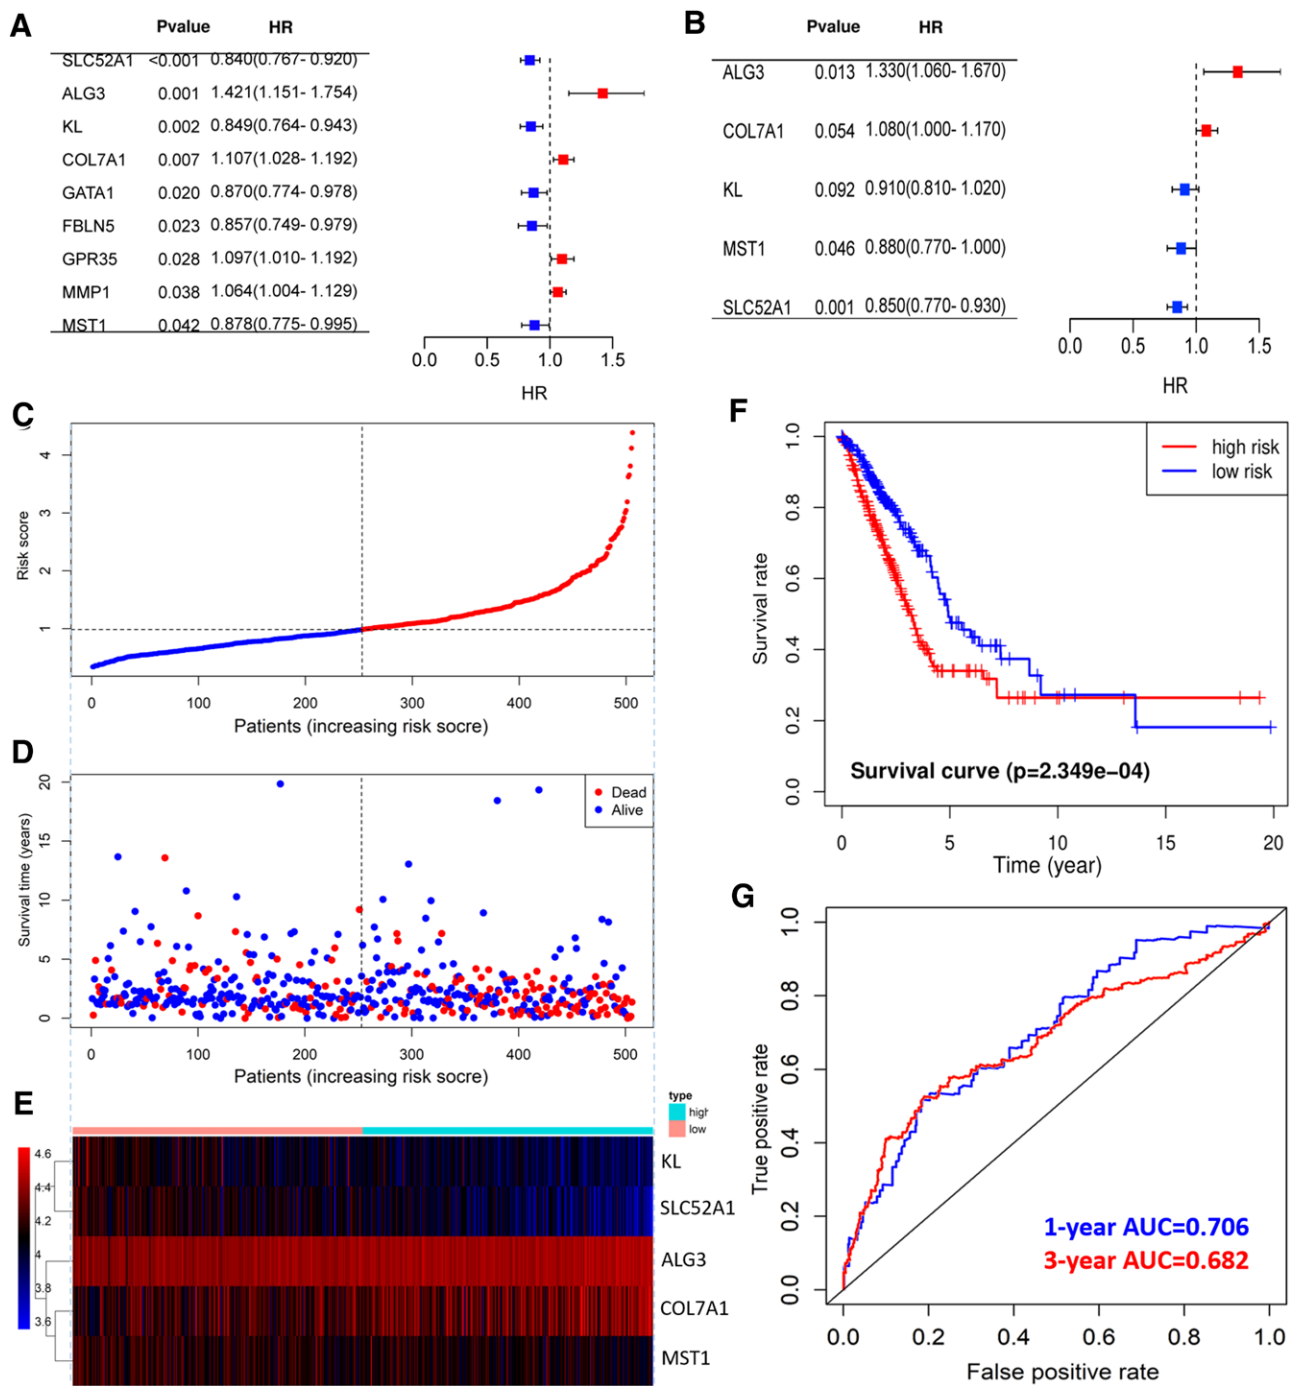 A
Pvalue HR
SLC52A1 <0.001 0.840(0.767- 0.920)
ALG3 0.001 1.421(1.151- 1.754)
KL 0.002 0.849(0.764- 0.943)
COL7A1 0.007 1.107(1.028- 1.192)
GATA1 0.020 0.870(0.774- 0.978)
FBLN5 0.023 0.857(0.749- 0.979)
GPR35 0.028 1.097(1.010- 1.192)
MMP1 0.038 1.064(1.004- 1.129)
MST1 0.042 0.878(0.775- 0.995)
0.0 0.5 1.0 1.5
HR
B
Pvalue HR
ALG3 0.013 1.330(1.060- 1.670)
COL7A1 0.054 1.080(1.000- 1.170)
KL 0.092 0.910(0.810- 1.020)
MST1 0.046 0.880(0.770- 1.000)
SLC52A1 0.001 0.850(0.770- 0.930)
0.0 0.5 1.0 1.5
HR
C
Risk score
4
3
2
1
0 100 200 300 400 500
Patients (increasing risk socre)
D
Survival time (years)
20
15
10
5
0
Dead
Alive
0 100 200 300 400 500
Patients (increasing risk socre)
E
type
high
low
4.6
4.4
4.2
4
3.8
3.6
KL
SLC52A1
ALG3
COL7A1
MST1
F
Survival rate
1.0
0.8
0.6
0.4
0.2
0.0
high risk
low risk
Survival curve (p=2.349e−04)
0 5 10 15 20
Time (year)
G
True positive rate
1.0
0.8
0.6
0.4
0.2
0.0
1-year AUC=0.706
3-year AUC=0.682
0.0 0.2 0.4 0.6 0.8 1.0
False positive rate